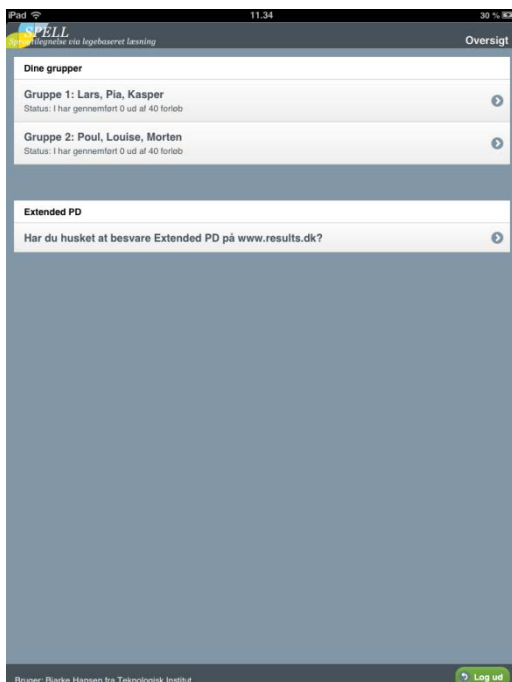 iPad 11.34 30 %
SPELL
Sprogtilegnelse via legebaseret læsning
Oversigt
Dine grupper
Gruppe 1: Lars, Pia, Kasper
Status: I har gennemført 0 ud af 40 forløb
Gruppe 2: Poul, Louise, Morten
Status: I har gennemført 0 ud af 40 forløb
Extended PD
Har du husket at besvare Extended PD på www.results.dk?
Bruger: Bjarke Hansen fra Teknologisk Institut
Log ud